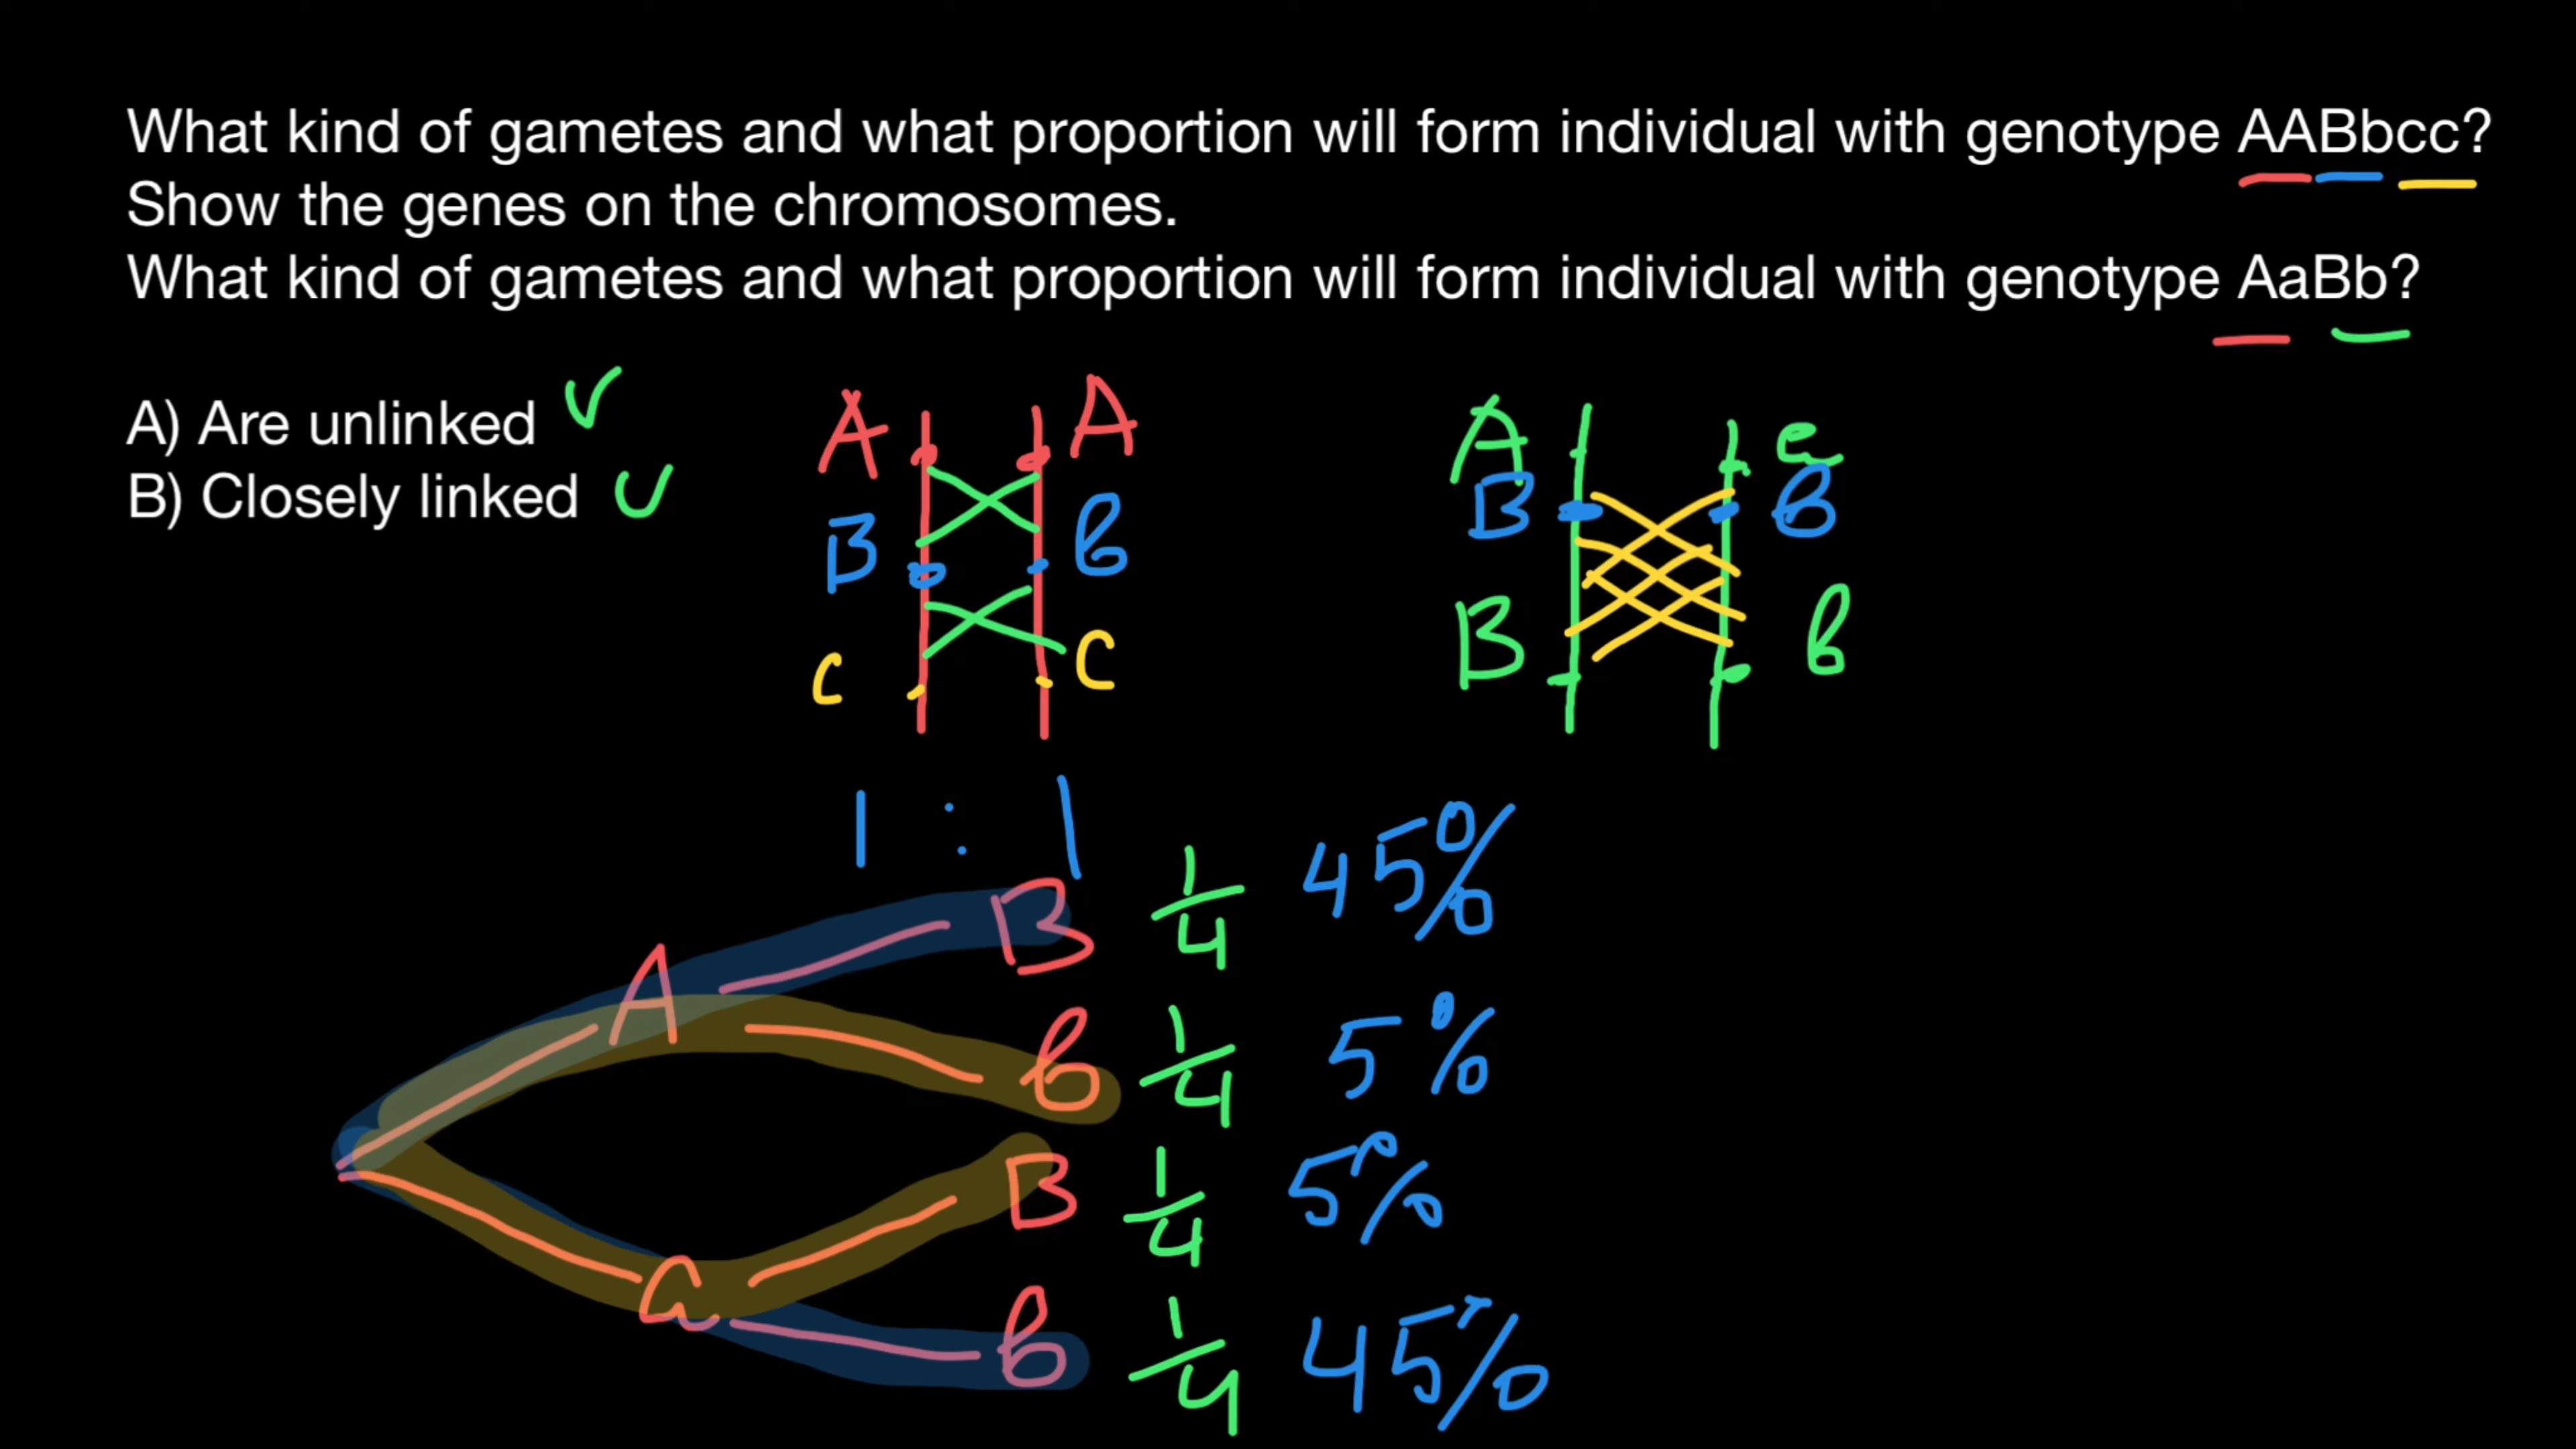 What kind of gametes and what proportion will form individual with genotype AABbcc?
Show the genes on the chromosomes.
What kind of gametes and what proportion will form individual with genotype AaBb?
A) Are unlinked
B) Closely linked
A A
B b
c c
A a
B b
B b
1 : 1
A B 1/4 45%
b 1/4 5%
B 1/4 5%
a b 1/4 45%